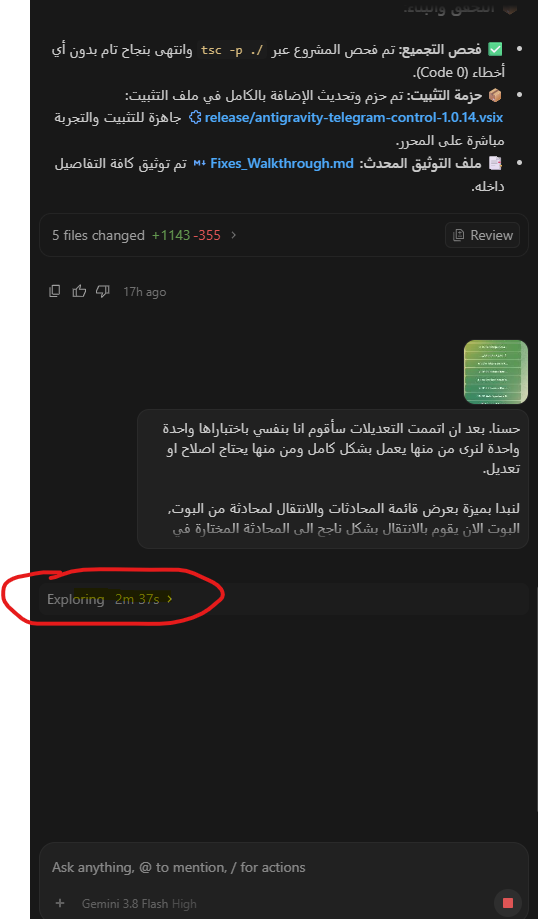 التحقق والبناء:
✅ فحص التجميع: تم فحص المشروع عبر tsc -p ./ وانتهى بنجاح تام بدون أي
أخطاء (Code 0).
📦 حزمة التثبيت: تم حزم وتحديث الإضافة بالكامل في ملف التثبيت:
release/antigravity-telegram-control-1.0.14.vsix جاهزة للتثبيت والتجربة
مباشرة على المحرر.
📑 ملف التوثيق المحدث: Fixes_Walkthrough.md تم توثيق كافة التفاصيل
داخله.
5 files changed +1143 -355 >
Review
17h ago
حسنا. بعد ان اتممت التعديلات سأقوم انا بنفسي باختباراها واحدة
واحدة لنرى من منها يعمل بشكل كامل ومن منها يحتاج اصلاح او
تعديل.
لنبدا بميزة بعرض قائمة المحادثات والانتقال لمحادثة من البوت,
البوت الان يقوم بالانتقال بشكل ناجح الى المحادثة المختارة في
Exploring 2m 37s >
Ask anything, @ to mention, / for actions
+ Gemini 3.8 Flash High